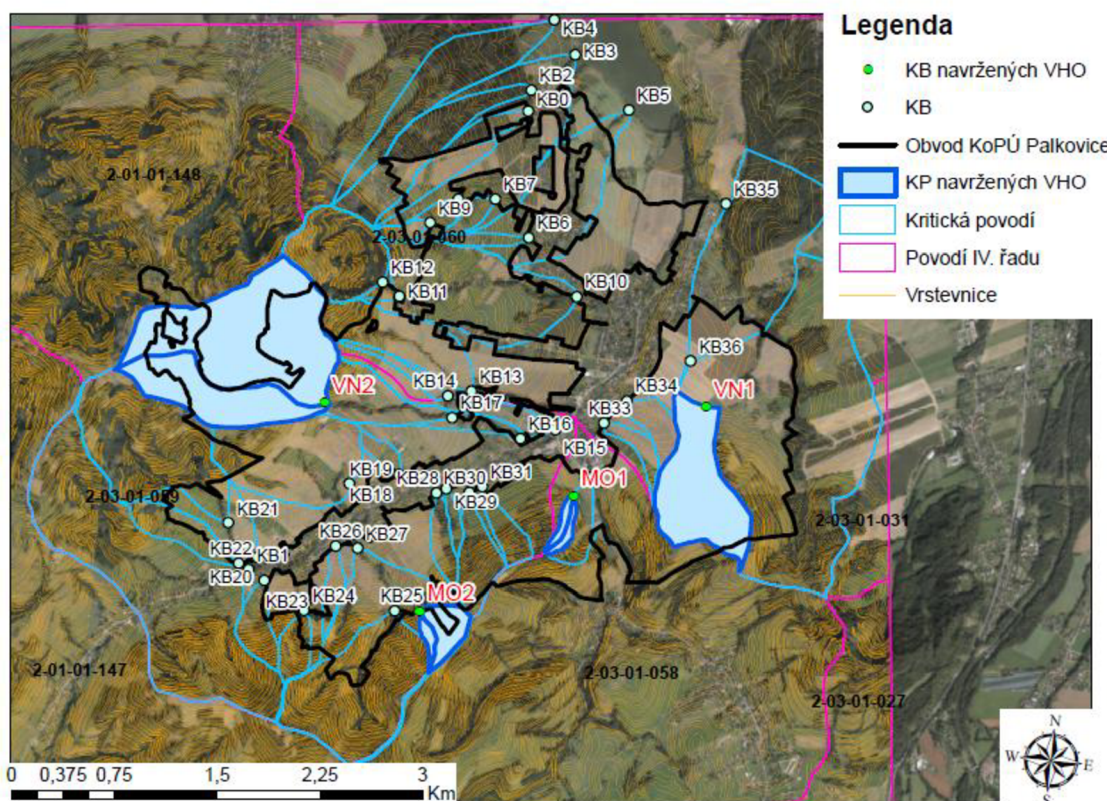 Legenda
KB navržených VHO
KB
Obvod KoPÚ Palkovice
KP navržených VHO
Kritická povodí
Povodí IV. řadu
Vrstevnice
KB4
KB3
KB2
KB0
KB5
2-01-01-148
KB7
KB35
KB9
KB6
2-03-01-060
KB12
KB11
KB10
KB36
KB14
KB13
KB34
VN2
VN1
KB17
KB33
KB16
KB15
KB19
KB28
KB30
KB31
MO1
KB18
KB29
2-03-01-059
KB21
2-03-01-031
KB26
KB27
KB22
KB1
KB20
KB23
KB24
KB25
MO2
2-01-01-147
2-03-01-058
2-03-01-027
0 0,375 0,75 1,5 2,25 3
Km
N
W
E
S